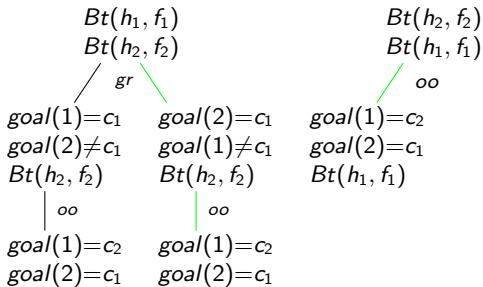 Bt(h₁, f₁)
Bt(h₂, f₂)
gr
goal(1)=c₁
goal(2)≠c₁
Bt(h₂, f₂)
oo
goal(1)=c₂
goal(2)=c₁
goal(2)=c₁
goal(1)≠c₁
Bt(h₂, f₂)
oo
goal(1)=c₂
goal(2)=c₁
Bt(h₂, f₂)
Bt(h₁, f₁)
oo
goal(1)=c₂
goal(2)=c₁
Bt(h₁, f₁)